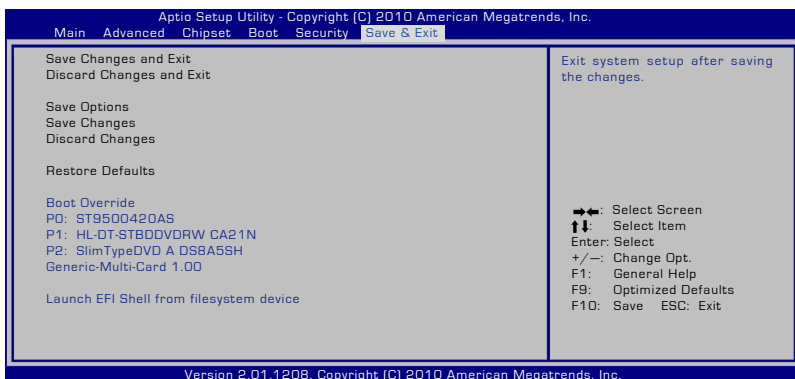 Aptio Setup Utility - Copyright (C) 2010 American Megatrends, Inc.
Main Advanced Chipset Boot Security Save & Exit
Save Changes and Exit
Discard Changes and Exit
Save Options
Save Changes
Discard Changes
Restore Defaults
Boot Override
P0: ST9500420AS
P1: HL-DT-STBDDVDRW CA21N
P2: SlimTypeDVD A DS8A5SH
Generic-Multi-Card 1.00
Launch EFI Shell from filesystem device
Exit system setup after saving
the changes.
→←: Select Screen
↑↓: Select Item
Enter: Select
+/—: Change Opt.
F1: General Help
F9: Optimized Defaults
F10: Save ESC: Exit
Version 2.01.1208. Copyright (C) 2010 American Megatrends, Inc.